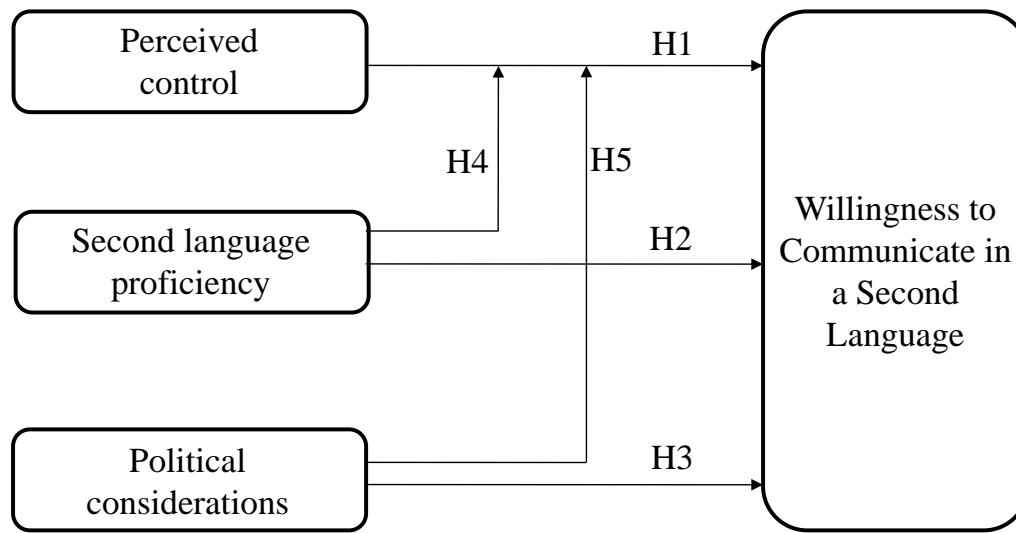 Perceived
control
H1
H4
H5
Second language
proficiency
H2
Willingness to
Communicate in
a Second
Language
Political
considerations
H3